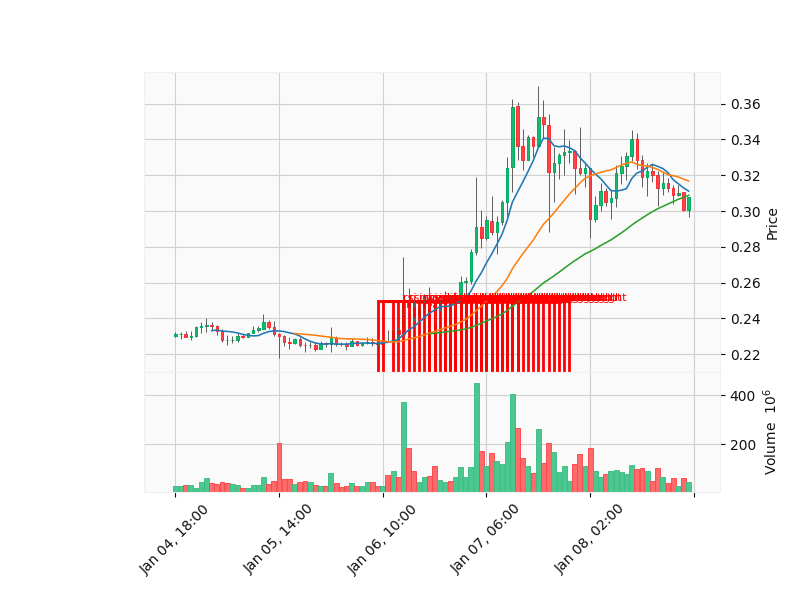 0.36
0.34
0.32
0.30
0.28
0.26
0.24
0.22
Price
400
200
Volume 10⁶
Jan 04, 18:00
Jan 05, 14:00
Jan 06, 10:00
Jan 07, 06:00
Jan 08, 02:00